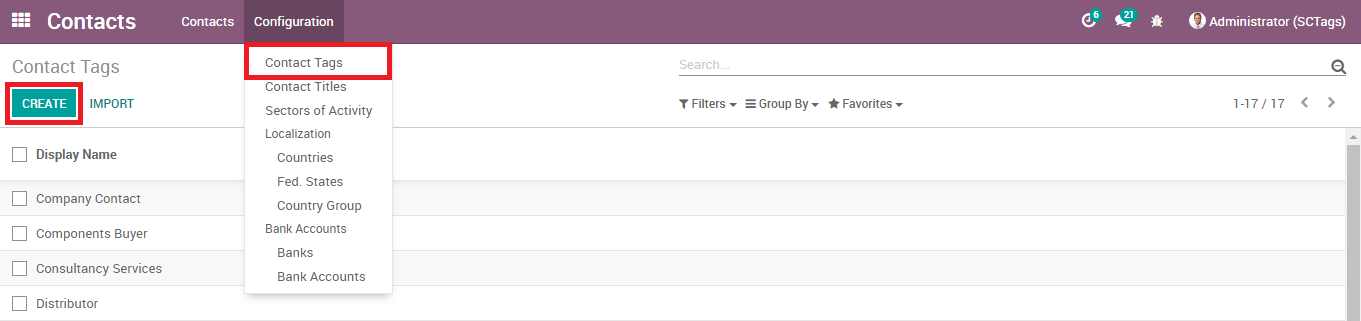 Contacts Contacts Configuration 6 21 Administrator (SCTags)
Contact Tags Contact Tags Search...
Contact Titles
CREATE IMPORT Sectors of Activity Filters Group By Favorites 1-17 / 17
Localization
Display Name Countries
Fed. States
Company Contact Country Group
Components Buyer Bank Accounts
Banks
Consultancy Services Bank Accounts
Distributor